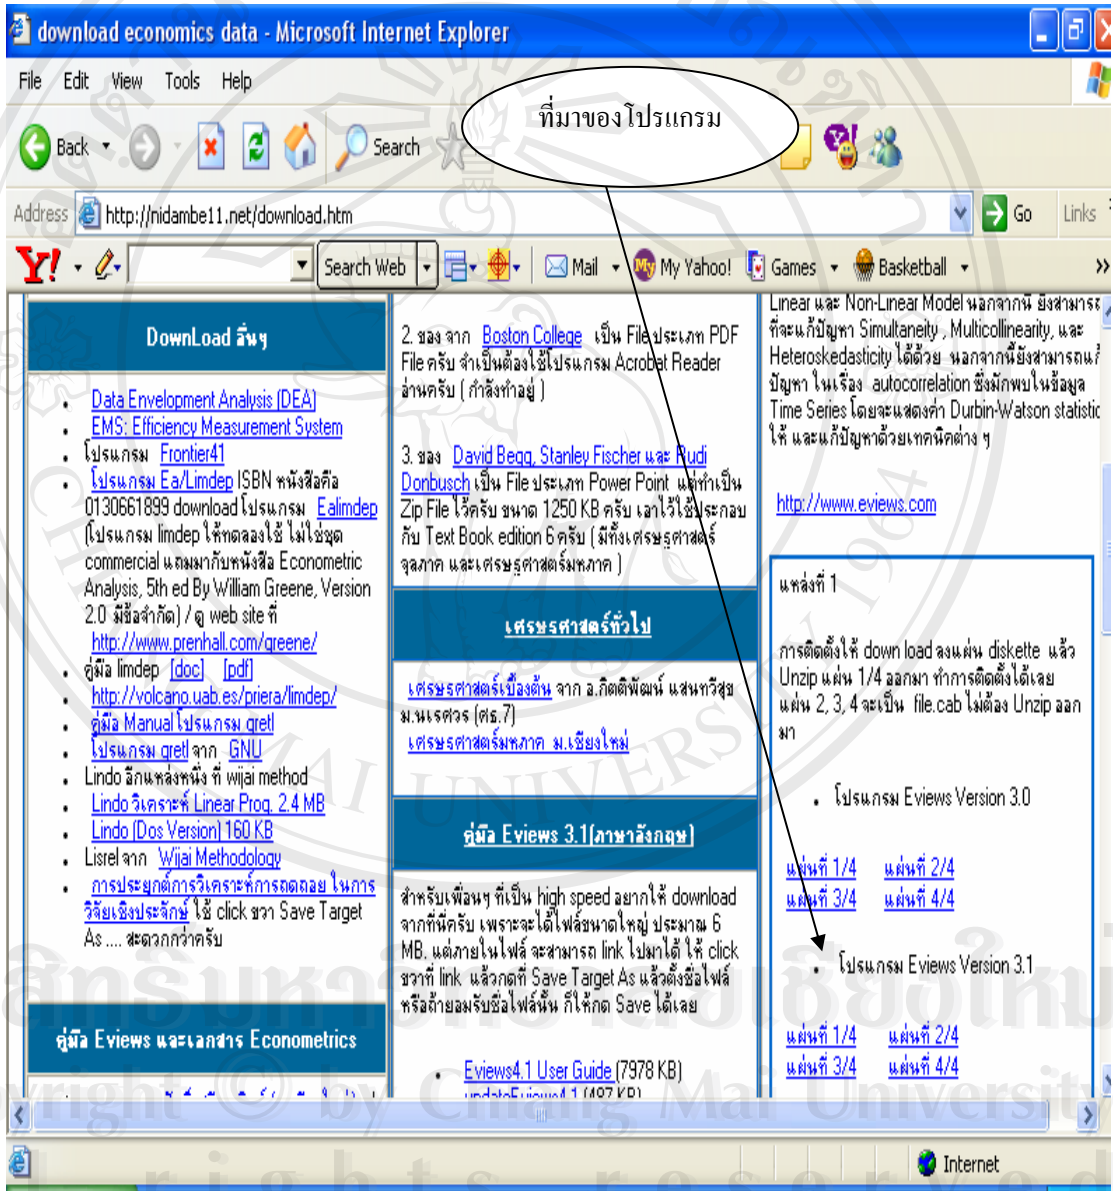 download economics data - Microsoft Internet Explorer
File Edit View Tools Help
ที่มาของโปรแกรม
Back Search
Address http://nidambe11.net/download.htm Go Links
Y! Search Web Mail My Yahoo! Games Basketball »
DownLoad อื่นๆ
Data Envelopment Analysis (DEA)
EMS: Efficiency Measurement System
โปรแกรม Frontier41
โปรแกรม Ea/Limdep ISBN หนังสือคือ
0130661899 download โปรแกรม Ealimdep
(โปรแกรม limdep ให้ทดลองใช้ ไม่ใช่ชุด
commercial แถมมากับหนังสือ Econometric
Analysis, 5th ed By William Greene, Version
2.0 มีข้อจำกัด) / ดู web site ที่
http://www.prenhall.com/greene/
คู่มือ limdep [doc] [pdf]
http://volcano.uab.es/priera/limdep/
คู่มือ Manual โปรแกรม gretl
โปรแกรม gretl จาก GNU
Lindo อีกแหล่งหนึ่ง ที่ wijai method
Lindo วิเคราะห์ Linear Prog. 2.4 MB
Lindo (Dos Version) 160 KB
Lisrel จาก Wijai Methodology
การประยุกต์การวิเคราะห์การถดถอย ในการ
วิจัยเชิงประจักษ์ ใช้ click ขวา Save Target
As .... สะดวกกว่าครับ
คู่มือ Eviews และเอกสาร Econometrics
2. ของ จาก Boston College เป็น File ประเภท PDF
File ครับ จำเป็นต้องใช้โปรแกรม Acrobat Reader
อ่านครับ ( กำลังทำอยู่ )
3. ของ David Begg, Stanley Fischer และ Rudi
Donbusch เป็น File ประเภท Power Point แต่ทำเป็น
Zip File ไว้ครับ ขนาด 1250 KB ครับ เอาไว้ใช้ประกอบ
กับ Text Book edition 6 ครับ ( มีทั้งเศรษฐศาสตร์
จุลภาค และเศรษฐศาสตร์มหภาค )
เศรษฐศาสตร์ทั่วไป
เศรษฐศาสตร์เบื้องต้น จาก อ.กิตติพัฒน์ แสนทวีสุข
ม.นเรศวร (ศธ.7)
เศรษฐศาสตร์มหภาค ม.เชียงใหม่
คู่มือ Eviews 3.1(ภาษาอังกฤษ)
สำหรับเพื่อนๆ ที่เป็น high speed อยากให้ download
จากที่นี่ครับ เพราะจะได้ไฟล์ขนาดใหญ่ ประมาณ 6
MB. แต่ภายในไฟล์ จะสามารถ link ไปมาได้ ให้ click
ขวาที่ link แล้วกดที่ Save Target As แล้วตั้งชื่อไฟล์
หรือถ้ายอมรับชื่อไฟล์นั้น ก็ให้กด Save ได้เลย
Eviews4.1 User Guide (7978 KB)
updateEviews4.1 (487 KB)
Linear และ Non-Linear Model นอกจากนี้ ยังสามารถ
ที่จะแก้ปัญหา Simultaneity , Multicollinearity, และ
Heteroskedasticity ได้ด้วย นอกจากนี้ยังสามารถแก้
ปัญหา ในเรื่อง autocorrelation ซึ่งมักพบในข้อมูล
Time Series โดยจะแสดงค่า Durbin-Watson statistic
ให้ และแก้ปัญหาด้วยเทคนิคต่าง ๆ
http://www.eviews.com
แหล่งที่ 1
การติดตั้งให้ down load ลงแผ่น diskette แล้ว
Unzip แผ่น 1/4 ออกมา ทำการติดตั้งได้เลย
แผ่น 2, 3, 4 จะเป็น file.cab ไม่ต้อง Unzip ออก
มา
โปรแกรม Eviews Version 3.0
แผ่นที่ 1/4 แผ่นที่ 2/4
แผ่นที่ 3/4 แผ่นที่ 4/4
โปรแกรม Eviews Version 3.1
แผ่นที่ 1/4 แผ่นที่ 2/4
แผ่นที่ 3/4 แผ่นที่ 4/4
Internet